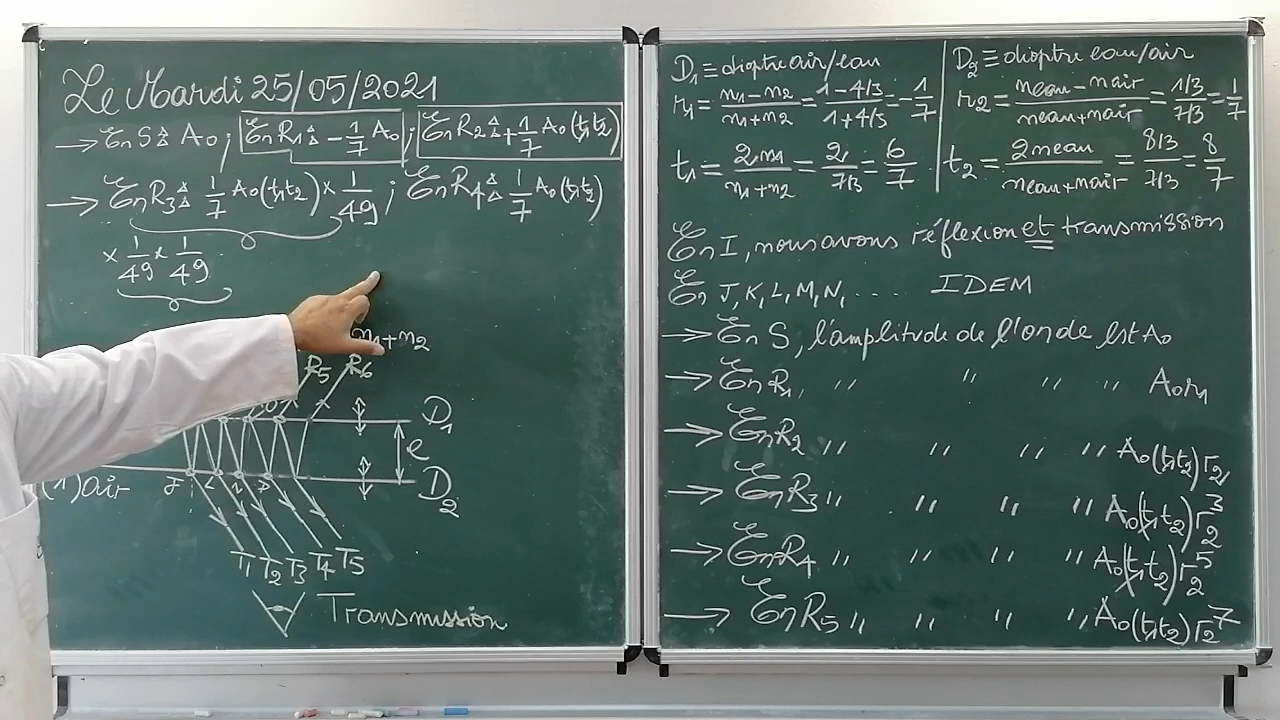 Le Mardi 25/05/2021
→ En S ≙ A₀ ; En R₁ ≙ -1/7 A₀ ; En R₂ ≙ +1/7 A₀(t₁t₂)
→ En R₃ ≙ 1/7 A₀(t₁t₂) × 1/49 ; En R₄ ≙ 1/7 A₀(t₁t₂)
× 1/49 × 1/49
n₁+n₂
R₅ R₆
D₁
e
(1) air J L D₂
T₁ T₂ T₃ T₄ T₅
Transmission
D₁ ≡ dioptre air/eau
r₁ = (n₁-n₂)/(n₁+n₂) = (1-4/3)/(1+4/3) = -1/7
t₁ = 2n₁/(n₁+n₂) = 2/(7/3) = 6/7
D₂ ≡ dioptre eau/air
r₂ = (neau-nair)/(neau+nair) = (1/3)/(7/3) = 1/7
t₂ = 2neau/(neau+nair) = (8/3)/(7/3) = 8/7
En I, nous avons réflexion et transmission
En J, K, L, M, N, .... IDEM
→ En S, l'amplitude de l'onde est A₀
→ En R₁ " " " " A₀r₁
→ En R₂ " " " " A₀(t₁t₂)r₂
→ En R₃ " " " " A₀(t₁t₂)r₂³
→ En R₄ " " " " A₀(t₁t₂)r₂⁵
→ En R₅ " " " " A₀(t₁t₂)r₂⁷